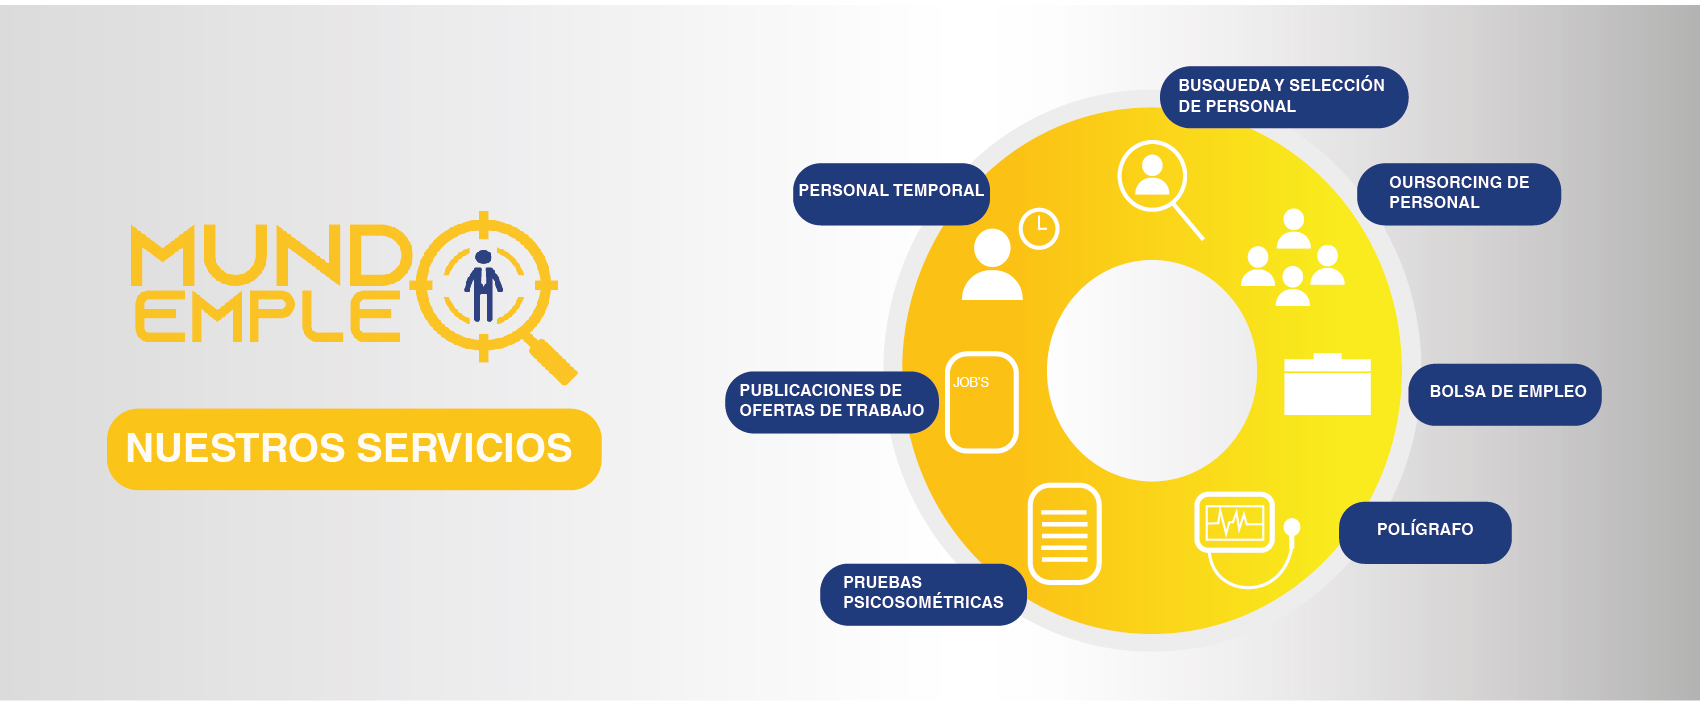 MUNDO
EMPLEO
NUESTROS SERVICIOS
BUSQUEDA Y SELECCIÓN
DE PERSONAL
OURSORCING DE
PERSONAL
BOLSA DE EMPLEO
POLÍGRAFO
PRUEBAS
PSICOSOMÉTRICAS
PUBLICACIONES DE
OFERTAS DE TRABAJO
JOB'S
PERSONAL TEMPORAL